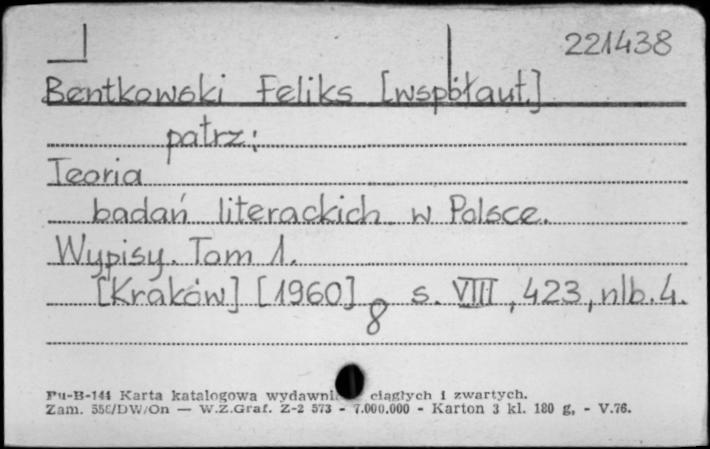 221438
Bentkowski Feliks [współaut.]
patrz:
Teoria
badań literackich w Polsce.
Wypisy. Tom 1.
[Kraków] [1960] 8 s. VIII, 423, nlb. 4.
Pu-B-144 Karta katalogowa ciągłych i zwartych.
Zam. /DW/On — W.Z.Graf. Z-2 573 - 7.000.000 - Karton 3 kl. 180 g, - V.76.